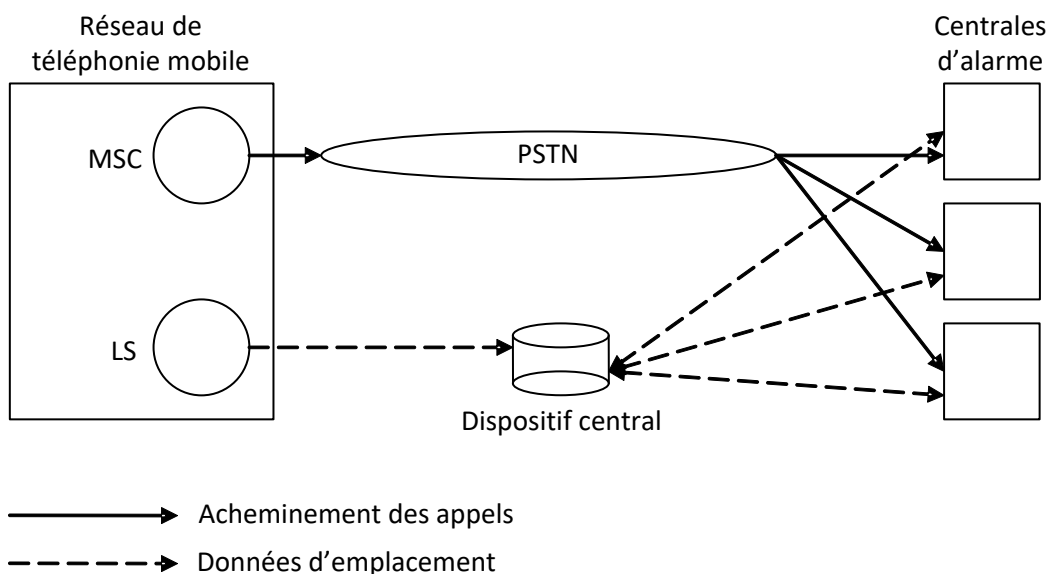 Réseau de
téléphonie mobile
Centrales
d’alarme
MSC
PSTN
LS
Dispositif central
Acheminement des appels
Données d’emplacement